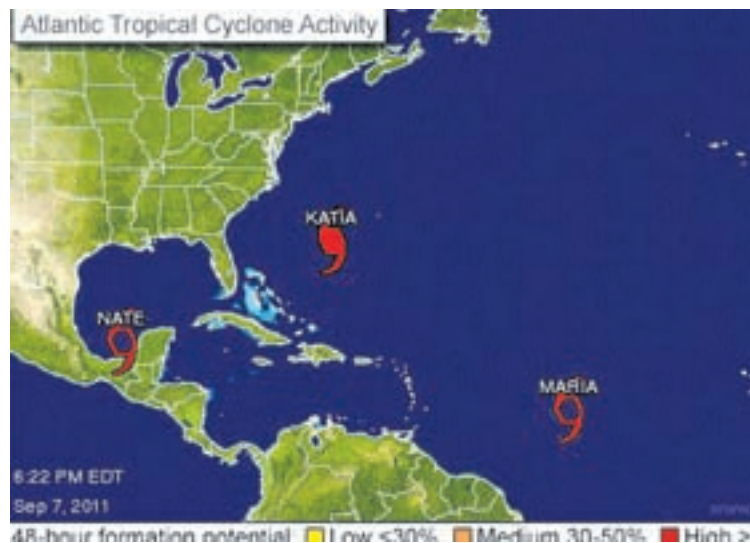 Atlantic Tropical Cyclone Activity
KATIA
NATE
MARIA
6:22 PM EDT
Sep 7, 2011
48-hour formation potential Low ≤30% Medium 30-50% High >